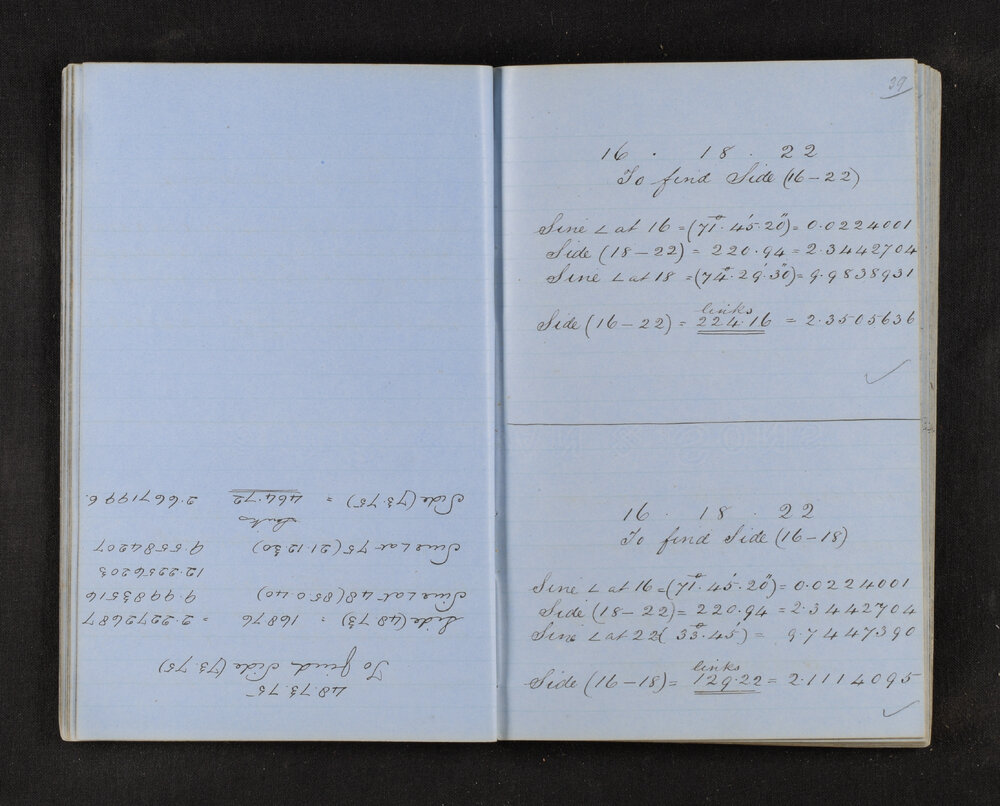 48.73.75
To find Side (73.75)
Side (48.73) = 168.76 = 2.2272687
Sine ∠ at 48 (85 0 40) 9.9983516
12.2256203
Sine ∠ at 75 (21.12 30) 9.5584207
links
Side (73.75) = 464.72 2.6671996.
39
16 . 18 . 22
To find Side (16–22)
Sine ∠ at 16 = (71°. 45'. 20") = 0.0224001
Side (18–22) = 220.94 = 2.3442704
Sine ∠ at 18 = (74°. 29'. 30") = 9.9838931
links
Side (16–22) = 224.16 = 2.3505636
16 . 18 . 22
To find Side (16–18)
Sine ∠ at 16 = (71°. 45'. 20") = 0.0224001
Side (18–22) = 220.94 = 2.3442704
Sine ∠ at 22 (33°. 45') = 9.7447390
links
Side (16–18) = 129.22 = 2.1114095